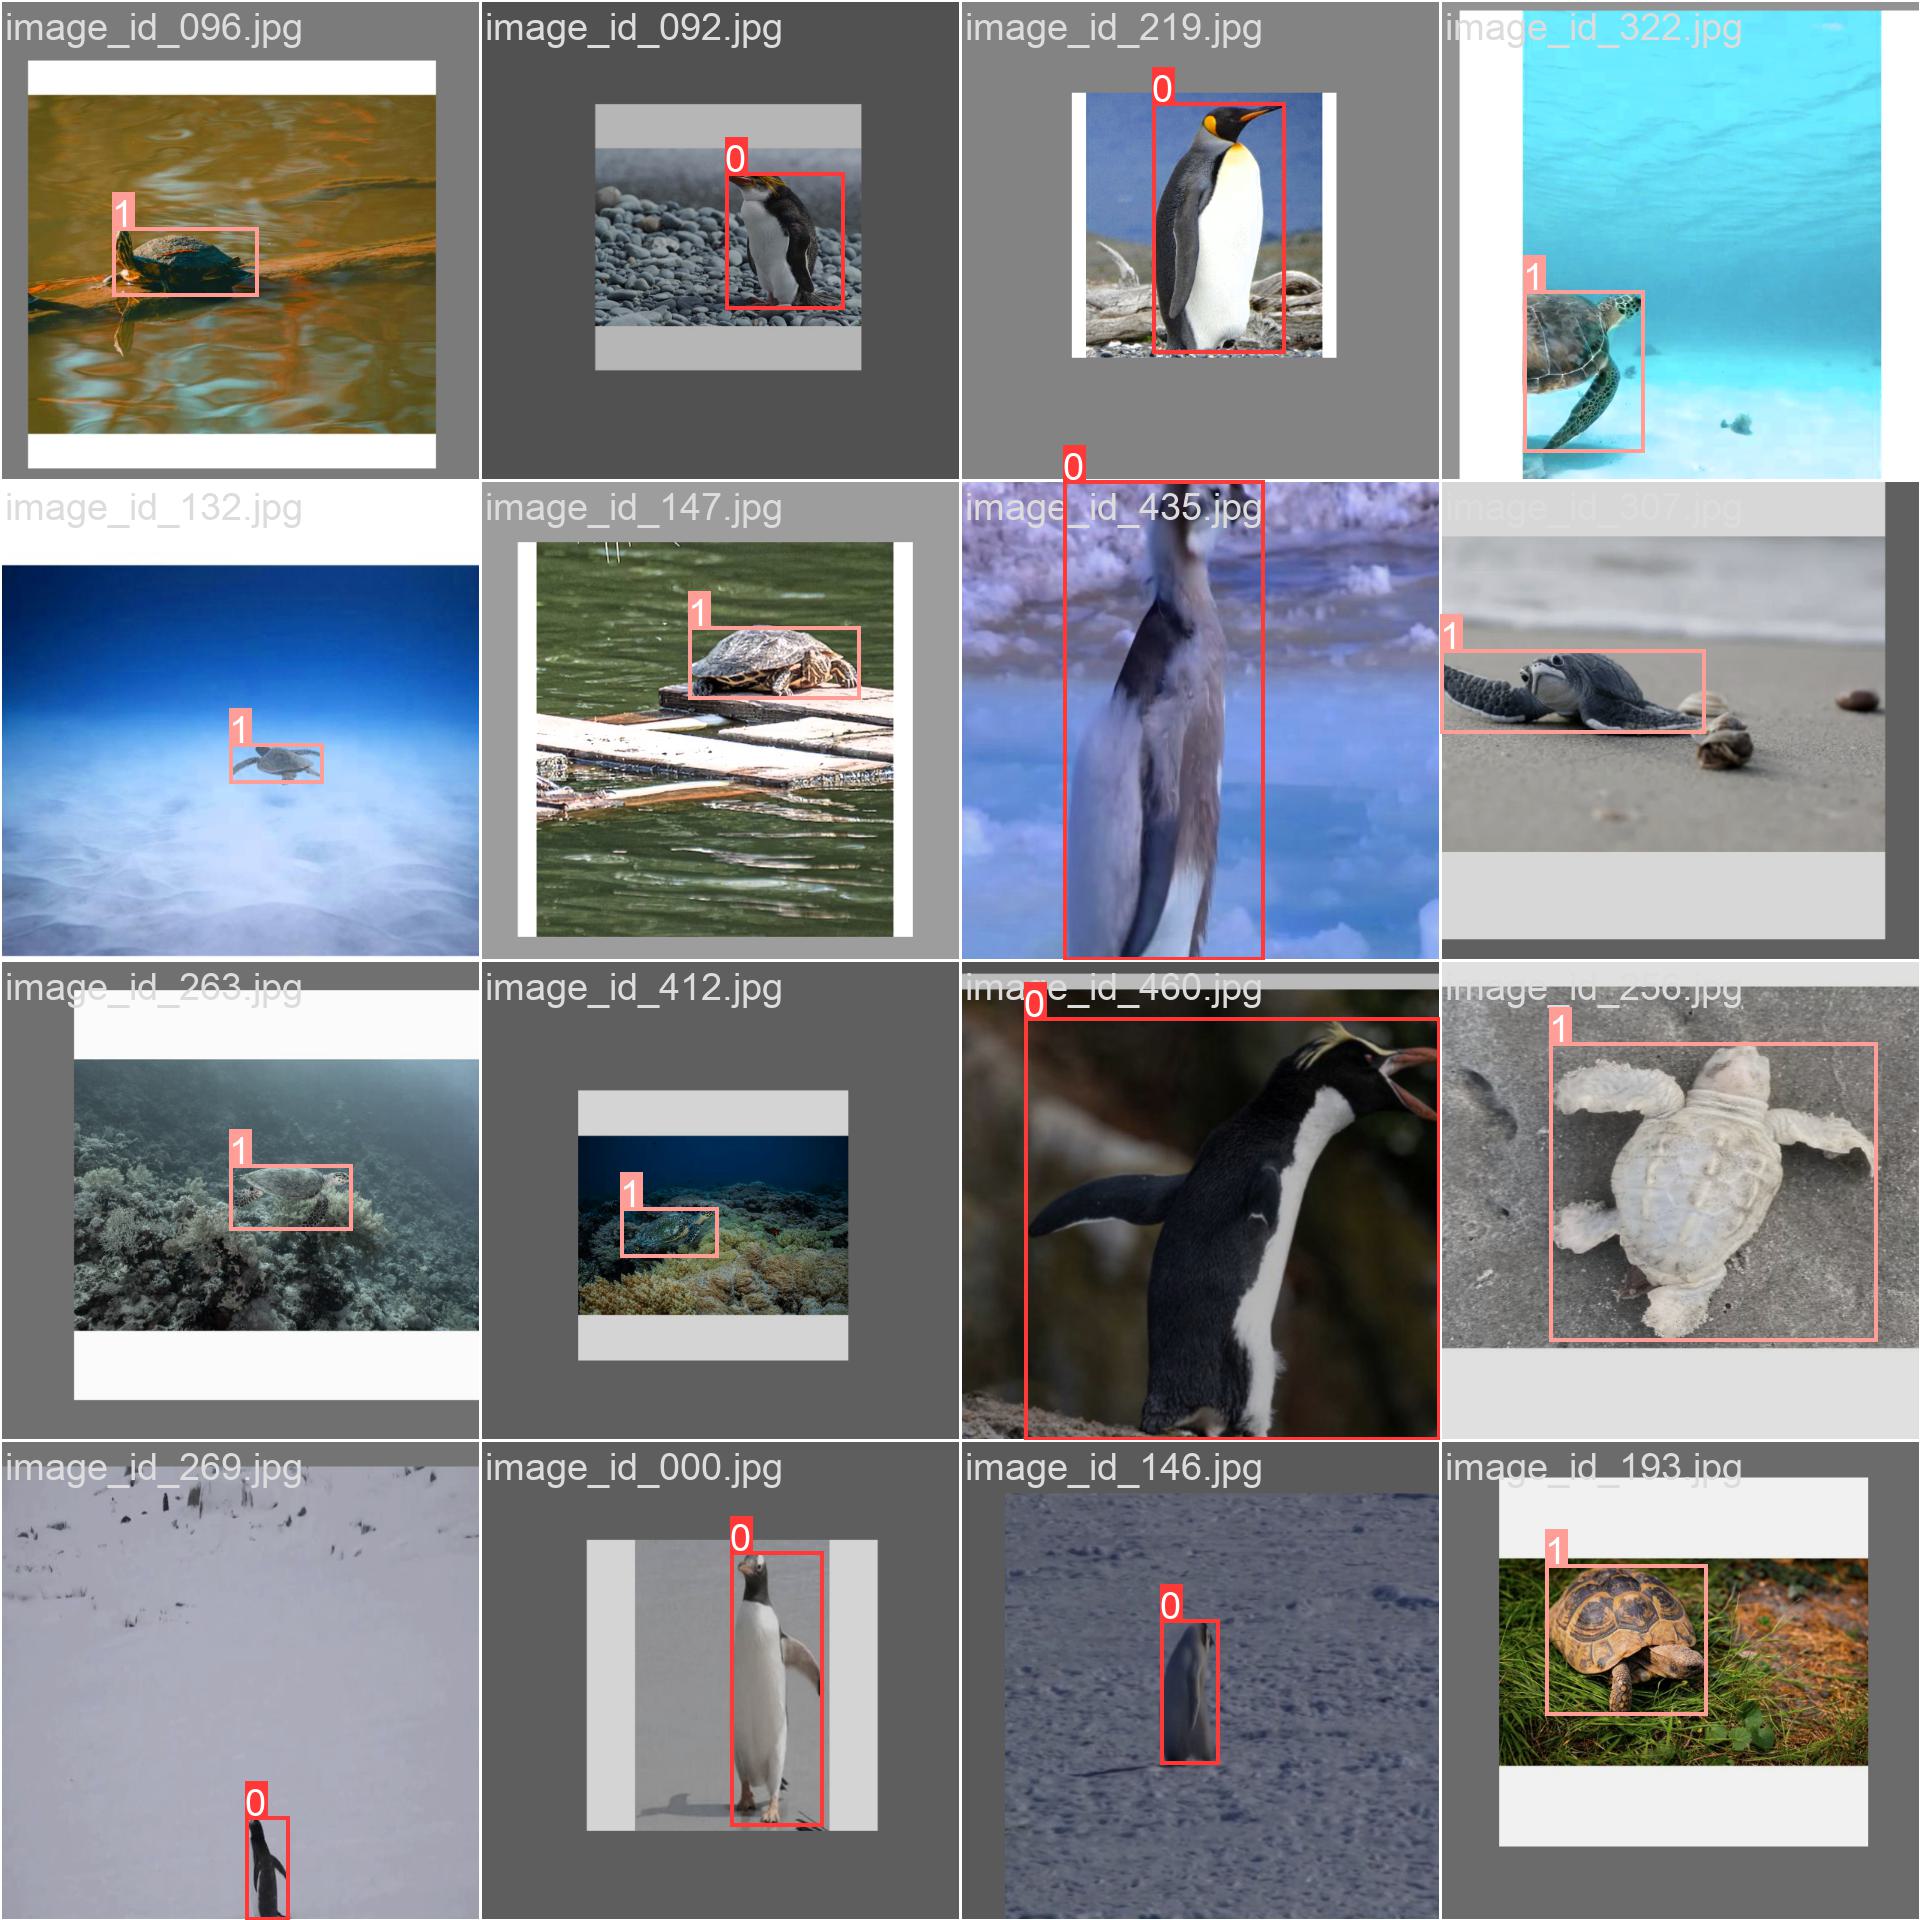 image_id_096.jpg
image_id_092.jpg
image_id_219.jpg
image_id_322.jpg
1
0
0
1
image_id_132.jpg
image_id_147.jpg
image_id_435.jpg
image_id_507.jpg
1
1
0
1
image_id_263.jpg
image_id_412.jpg
image_id_460.jpg
image_id_256.jpg
1
1
0
1
image_id_269.jpg
image_id_000.jpg
image_id_146.jpg
image_id_193.jpg
0
0
0
1